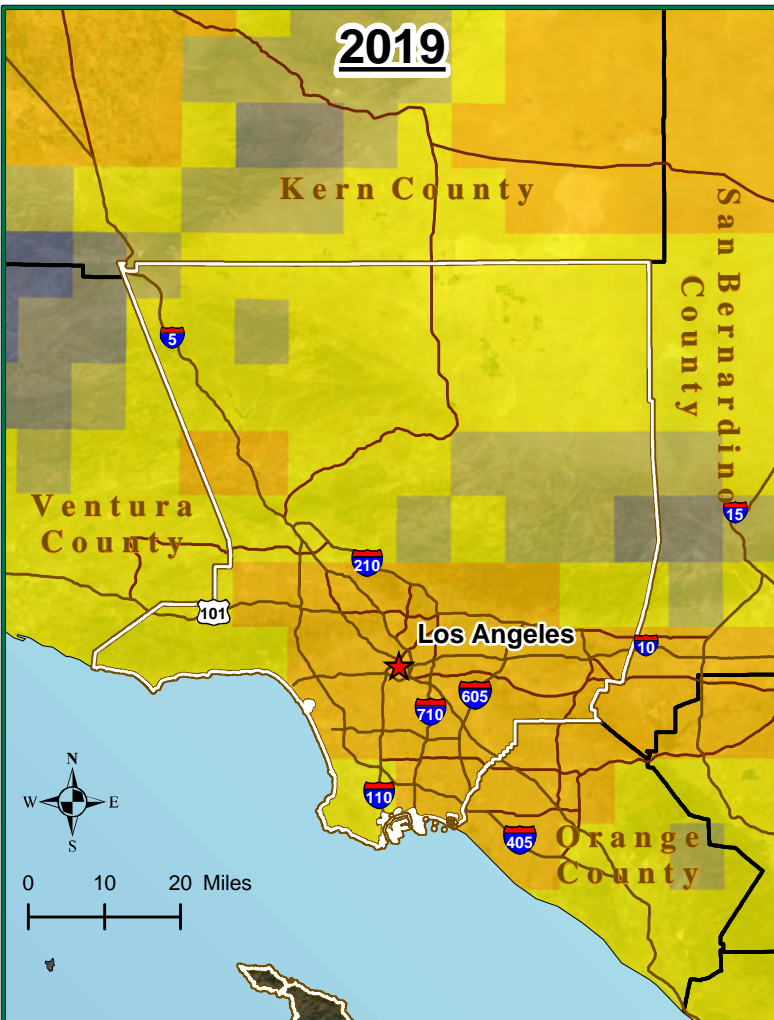 2019
Kern County
San Bernardino
County
5
Ventura
County
15
210
101
Los Angeles
10
605
710
N
W
E
S
110
405
Orange
County
0 10 20 Miles